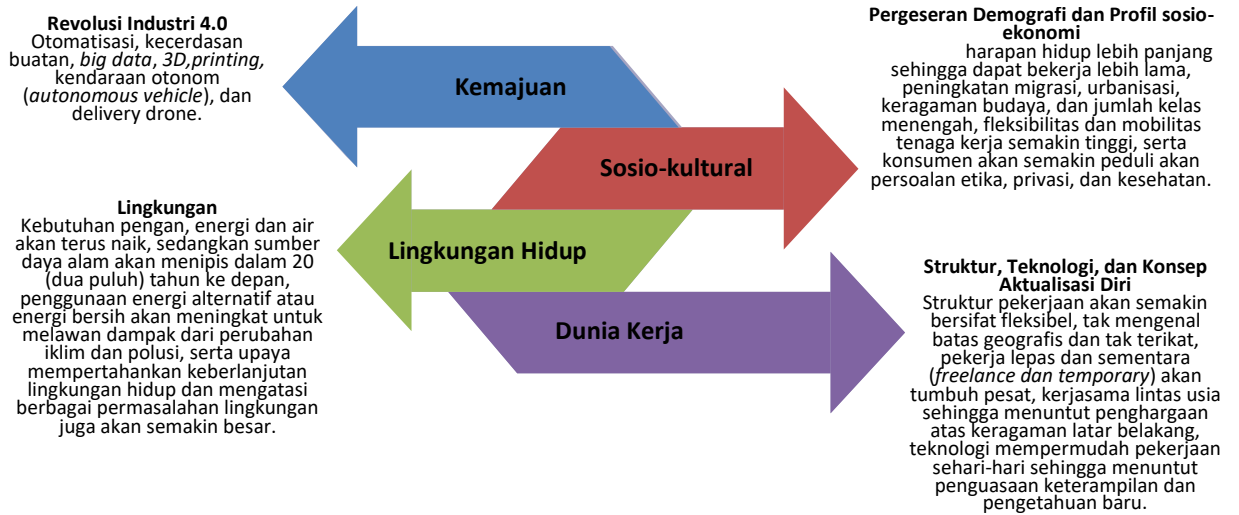 Revolusi Industri 4.0
Otomatisasi, kecerdasan
buatan, big data, 3D,printing,
kendaraan otonom
(autonomous vehicle), dan
delivery drone.
Kemajuan
Pergeseran Demografi dan Profil sosio-
ekonomi
harapan hidup lebih panjang
sehingga dapat bekerja lebih lama,
peningkatan migrasi, urbanisasi,
keragaman budaya, dan jumlah kelas
menengah, fleksibilitas dan mobilitas
tenaga kerja semakin tinggi, serta
konsumen akan semakin peduli akan
persoalan etika, privasi, dan kesehatan.
Sosio-kultural
Lingkungan
Kebutuhan pengan, energi dan air
akan terus naik, sedangkan sumber
daya alam akan menipis dalam 20
(dua puluh) tahun ke depan,
penggunaan energi alternatif atau
energi bersih akan meningkat untuk
melawan dampak dari perubahan
iklim dan polusi, serta upaya
mempertahankan keberlanjutan
lingkungan hidup dan mengatasi
berbagai permasalahan lingkungan
juga akan semakin besar.
Lingkungan Hidup
Dunia Kerja
Struktur, Teknologi, dan Konsep
Aktualisasi Diri
Struktur pekerjaan akan semakin
bersifat fleksibel, tak mengenal
batas geografis dan tak terikat,
pekerja lepas dan sementara
(freelance dan temporary) akan
tumbuh pesat, kerjasama lintas usia
sehingga menuntut penghargaan
atas keragaman latar belakang,
teknologi mempermudah pekerjaan
sehari-hari sehingga menuntut
penguasaan keterampilan dan
pengetahuan baru.